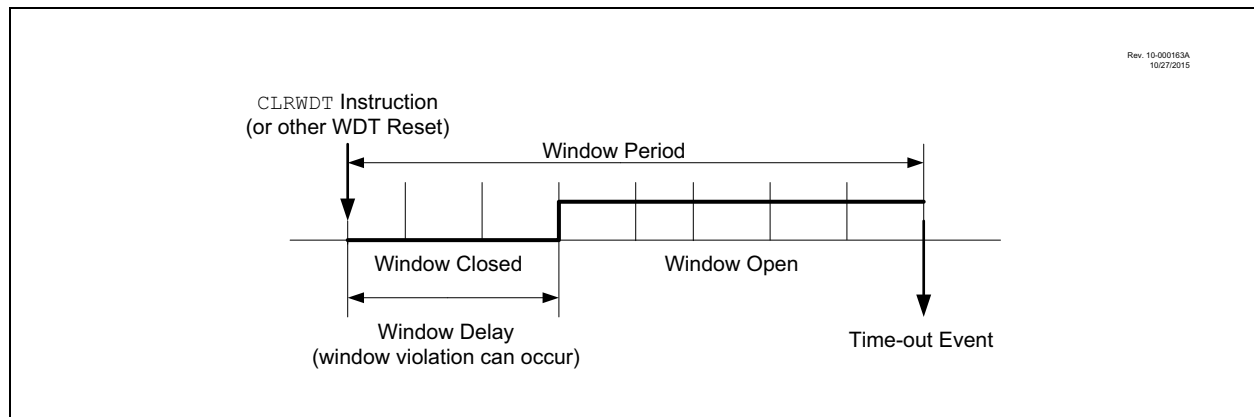 Rev. 10-000163A
10/27/2015
CLRWDT Instruction
(or other WDT Reset)
Window Period
Window Closed
Window Open
Window Delay
(window violation can occur)
Time-out Event